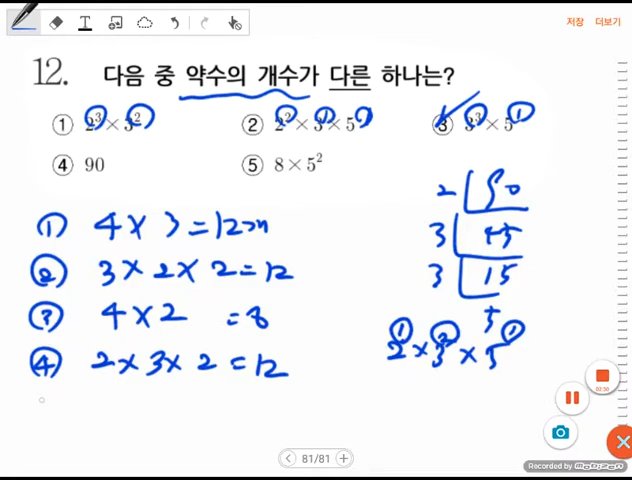 저장 더보기
12. 다음 중 약수의 개수가 다른 하나는?
① 2³ × 3² ② 2² × 3 × 5 ③ 3³ × 5
④ 90 ⑤ 8 × 5²
① 4 × 3 = 12개
② 3 × 2 × 2 = 12
③ 4 × 2 = 8
④ 2 × 3 × 2 = 12
2 90
3 45
3 15
5
2 × 3² × 5
81/81
Recorded by Mobizen